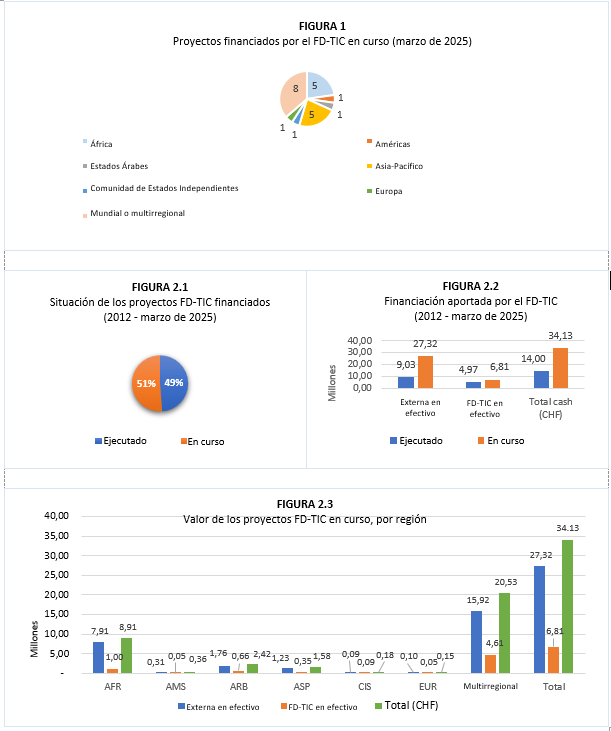 FIGURA 1
Proyectos financiados por el FD-TIC en curso (marzo de 2025)
8
5
1
1
5
1
1
África
Américas
Estados Árabes
Asia-Pacífico
Comunidad de Estados Independientes
Europa
Mundial o multirregional
FIGURA 2.1
Situación de los proyectos FD-TIC financiados
(2012 - marzo de 2025)
51%
49%
Ejecutado
En curso
FIGURA 2.2
Financiación aportada por el FD-TIC
(2012 - marzo de 2025)
Millones
40,00
30,00
20,00
10,00
0,00
9,03
27,32
4,97
6,81
14,00
34,13
Externa en
efectivo
FD-TIC en
efectivo
Total cash
(CHF)
Ejecutado
En curso
FIGURA 2.3
Valor de los proyectos FD-TIC en curso, por región
Millones
40,00
35,00
30,00
25,00
20,00
15,00
10,00
5,00
-
7,91
1,00
8,91
0,31
0.05
0,36
1,76
0,66
2,42
1,23
0,35
1,58
0,09
0,09
0,18
0,10
0,05
0,15
15,92
4,61
20,53
27,32
6,81
34.13
AFR
AMS
ARB
ASP
CIS
EUR
Multirregional
Total
Externa en efectivo
FD-TIC en efectivo
Total (CHF)